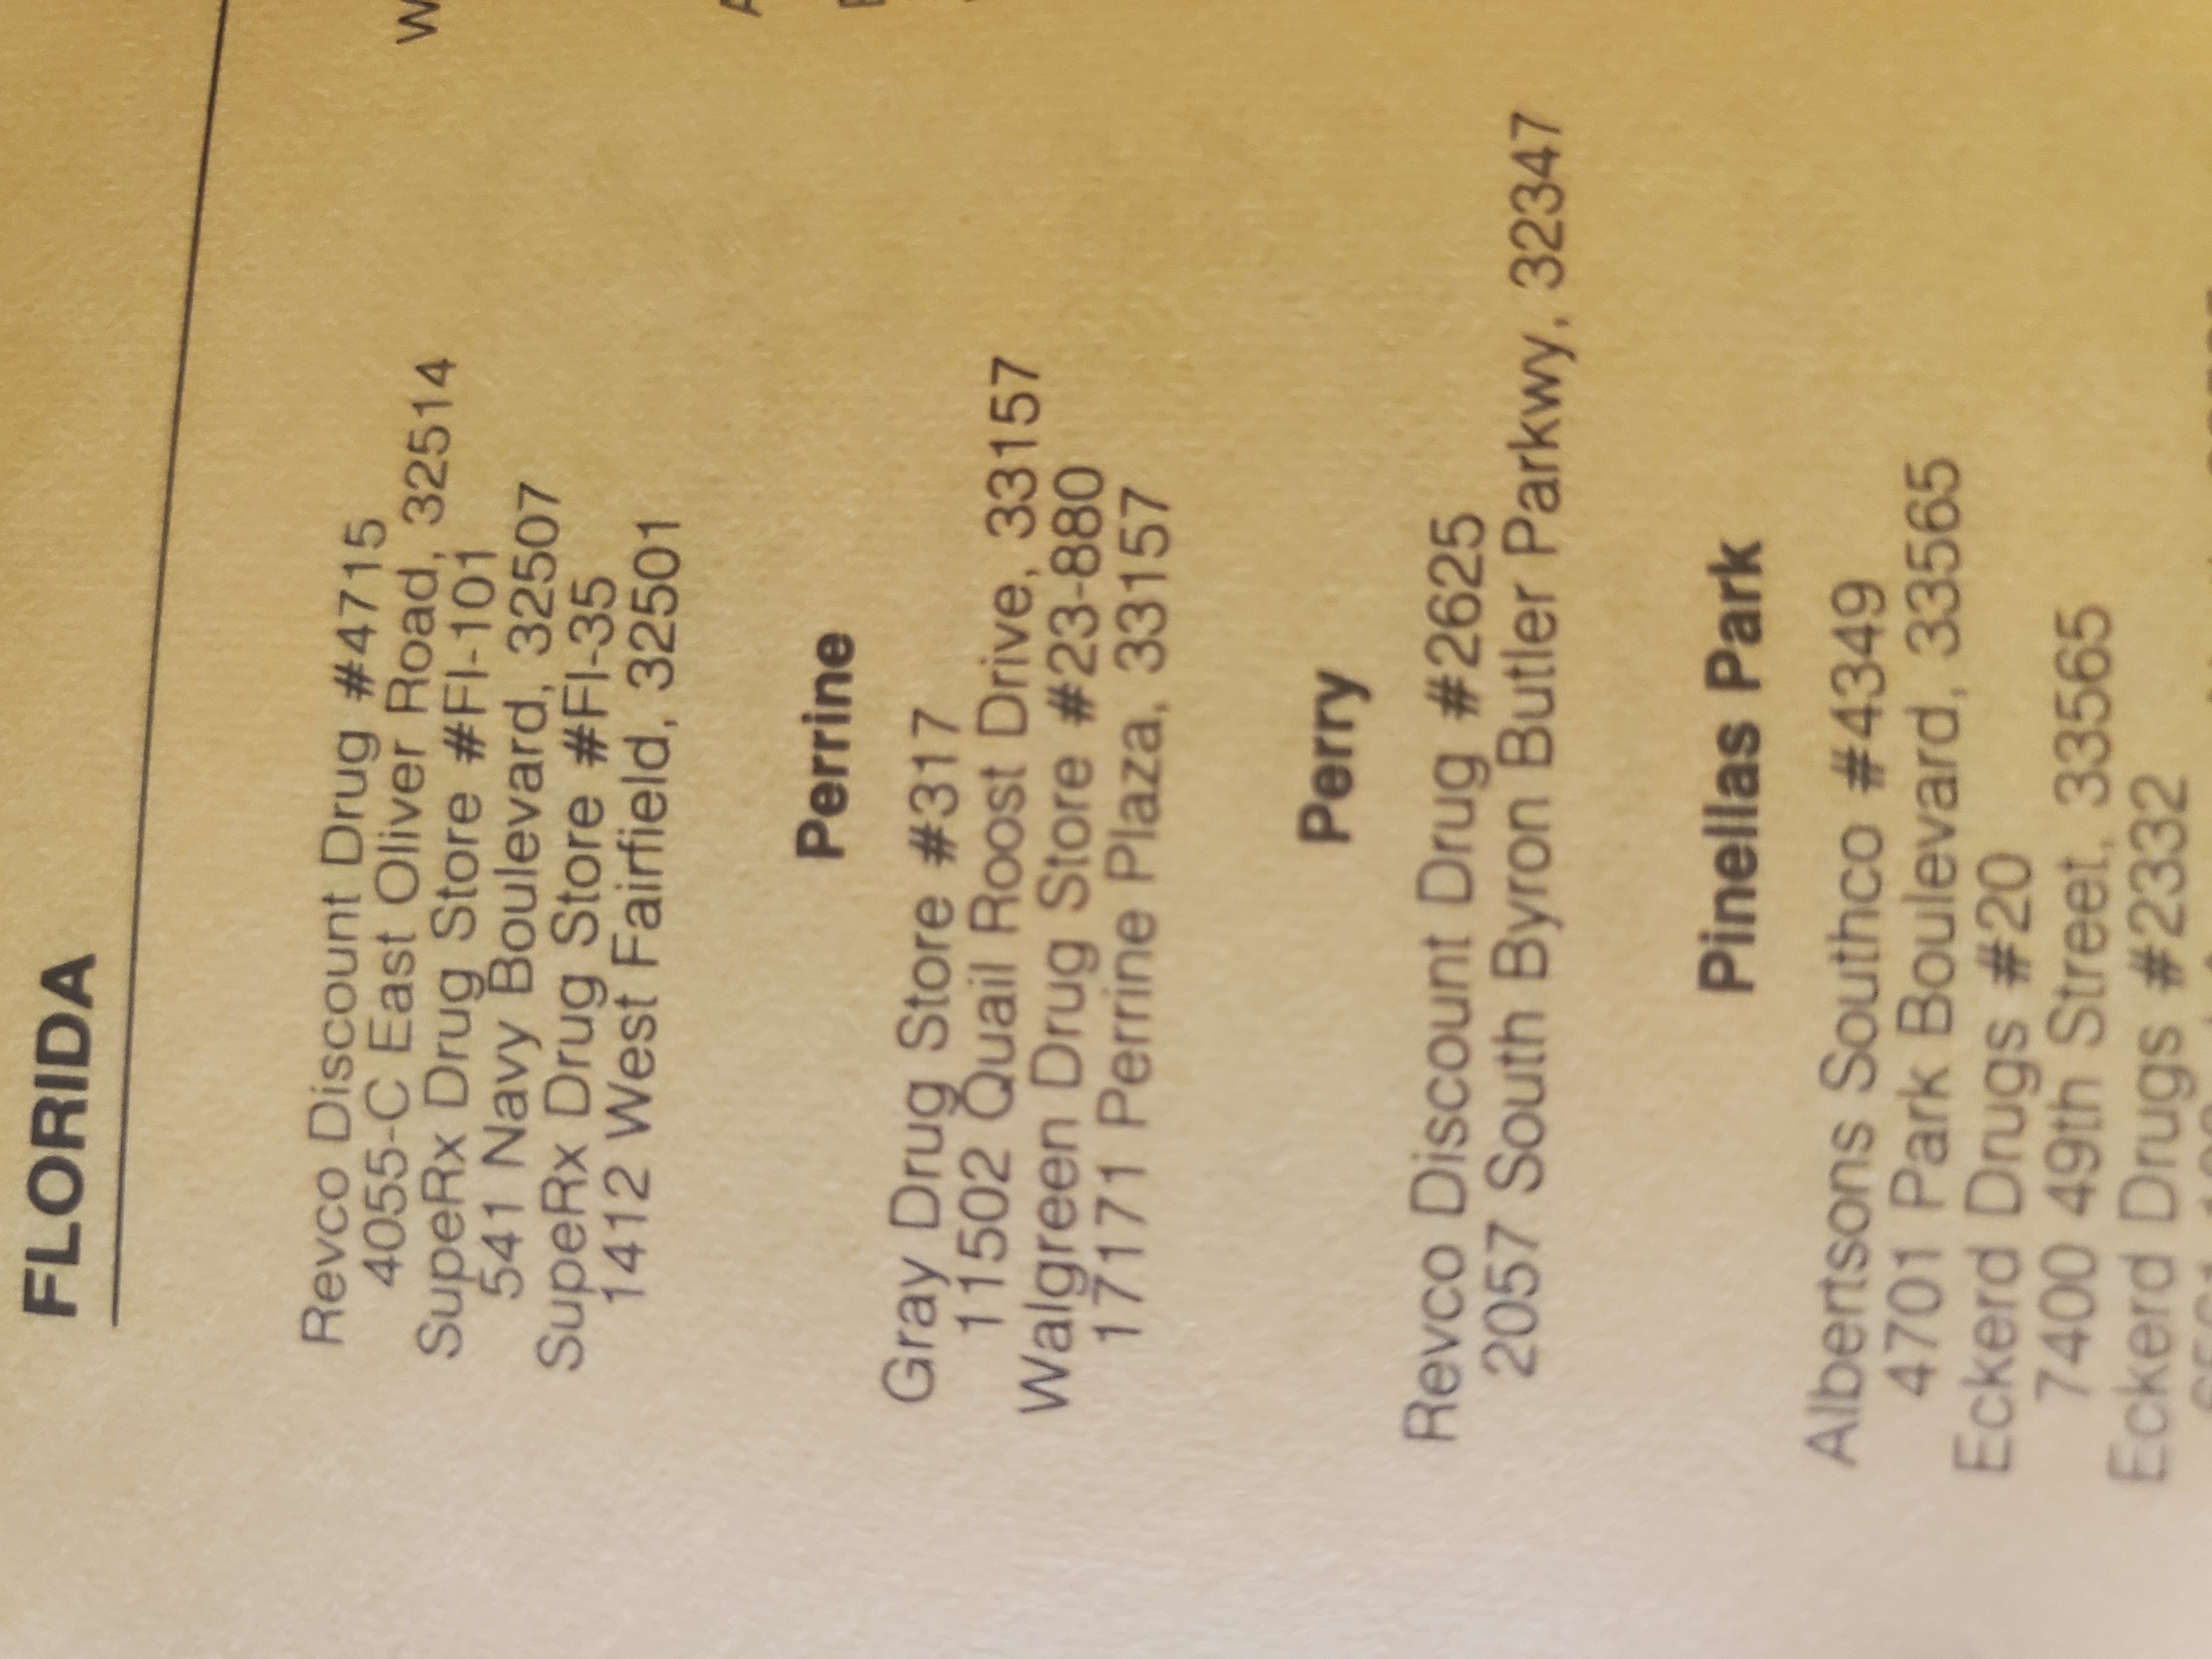 FLORIDA
Revco Discount Drug #4715
4055-C East Oliver Road, 32514
SupeRx Drug Store #Fl-101
541 Navy Boulevard, 32507
SupeRx Drug Store #Fl-35
1412 West Fairfield, 32501
Perrine
Gray Drug Store #317
11502 Quail Roost Drive, 33157
Walgreen Drug Store #23-880
17171 Perrine Plaza, 33157
Perry
Revco Discount Drug #2625
2057 South Byron Butler Parkwy, 32347
Pinellas Park
Albertsons Southco #4349
4701 Park Boulevard, 33565
Eckerd Drugs #20
7400 49th Street, 33565
Eckerd Drugs #2332